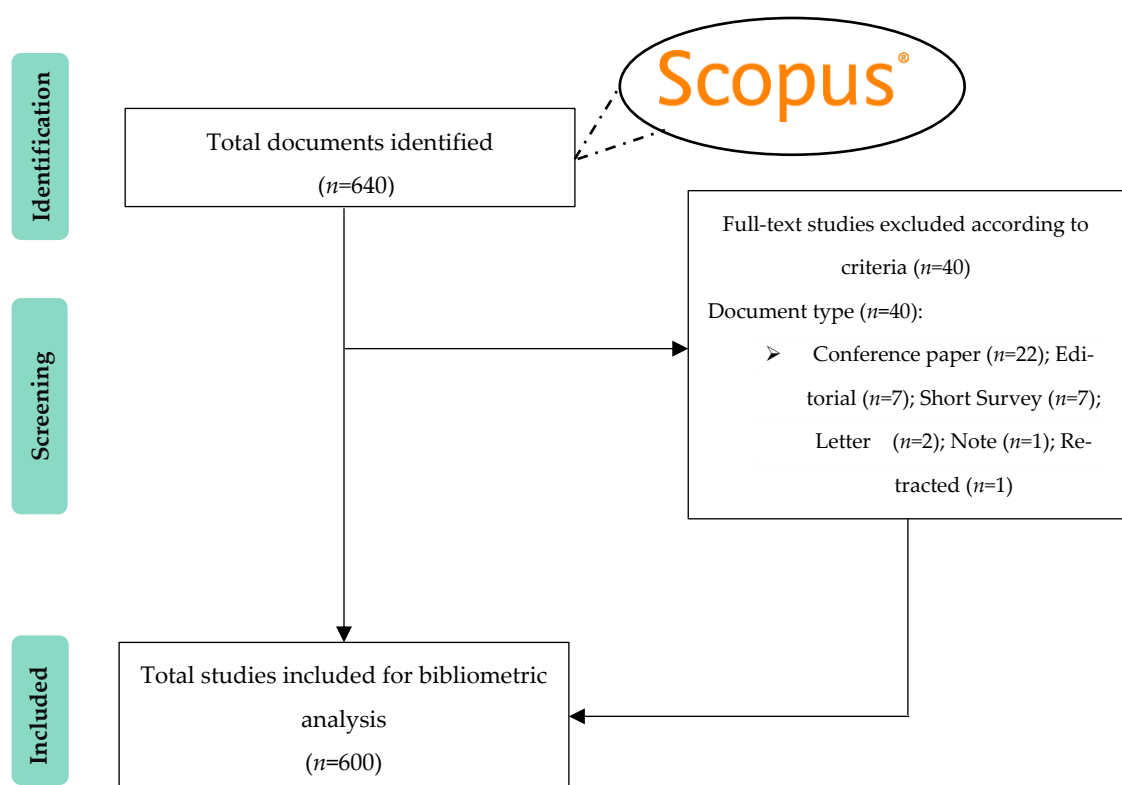 Identification
Scopus®
Total documents identified
(n=640)
Full-text studies excluded according to
criteria (n=40)
Document type (n=40):
➢ Conference paper (n=22); Edi-
torial (n=7); Short Survey (n=7);
Letter (n=2); Note (n=1); Re-
tracted (n=1)
Screening
Included
Total studies included for bibliometric
analysis
(n=600)